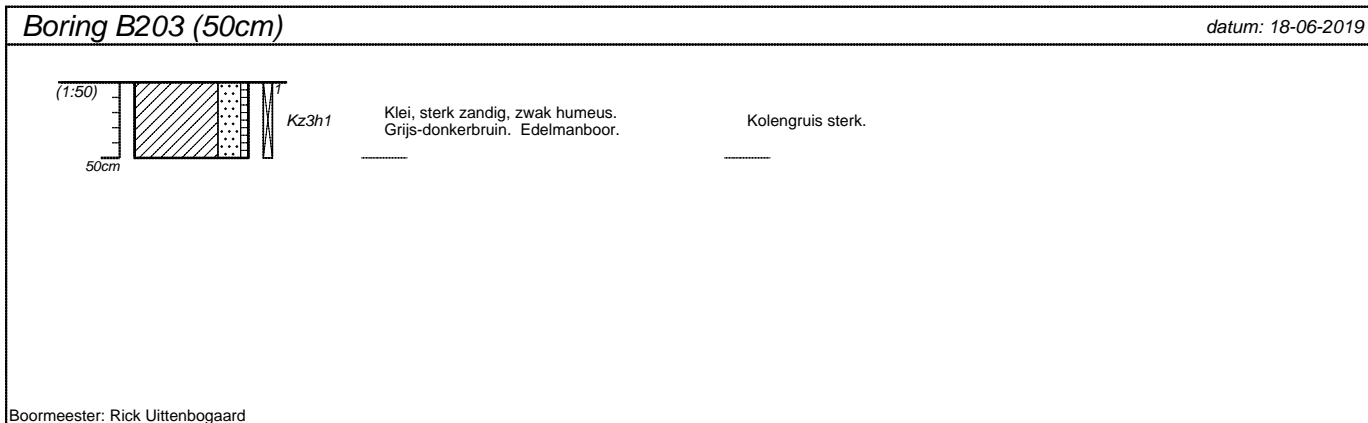 Boring B203 (50cm)
datum: 18-06-2019
(1:50)
1
Kz3h1
Klei, sterk zandig, zwak humeus.
Grijs-donkerbruin. Edelmanboor.
Kolengruis sterk.
50cm
Boormeester: Rick Uittenbogaard